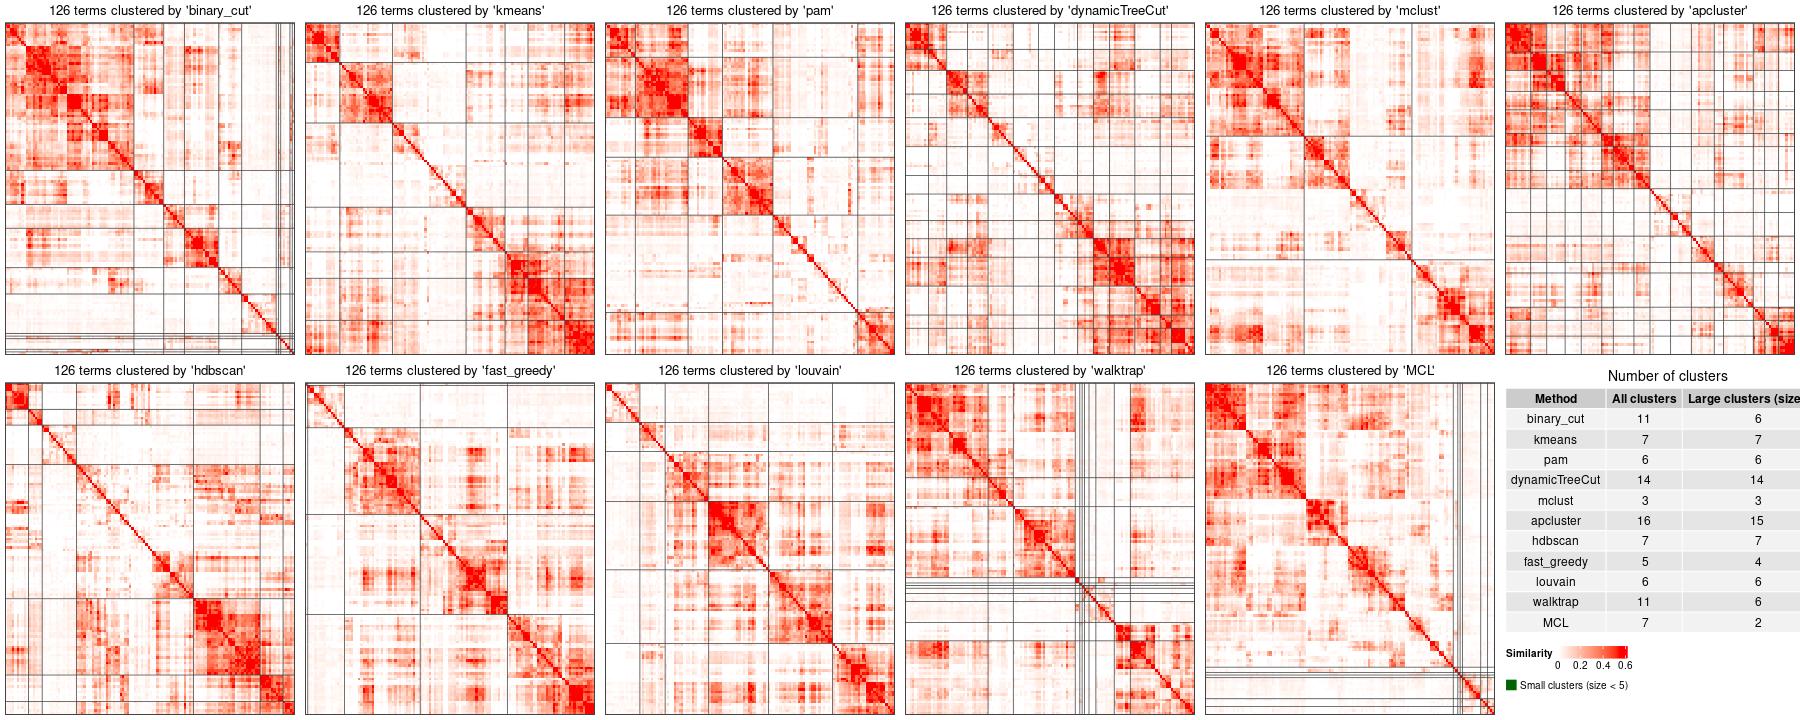 126 terms clustered by 'binary_cut'
126 terms clustered by 'kmeans'
126 terms clustered by 'pam'
126 terms clustered by 'dynamicTreeCut'
126 terms clustered by 'mclust'
126 terms clustered by 'apcluster'
126 terms clustered by 'hdbscan'
126 terms clustered by 'fast_greedy'
126 terms clustered by 'louvain'
126 terms clustered by 'walktrap'
126 terms clustered by 'MCL'
Number of clusters
Method All clusters Large clusters (size
binary_cut 11 6
kmeans 7 7
pam 6 6
dynamicTreeCut 14 14
mclust 3 3
apcluster 16 15
hdbscan 7 7
fast_greedy 5 4
louvain 6 6
walktrap 11 6
MCL 7 2
Similarity
0 0.2 0.4 0.6
Small clusters (size < 5)